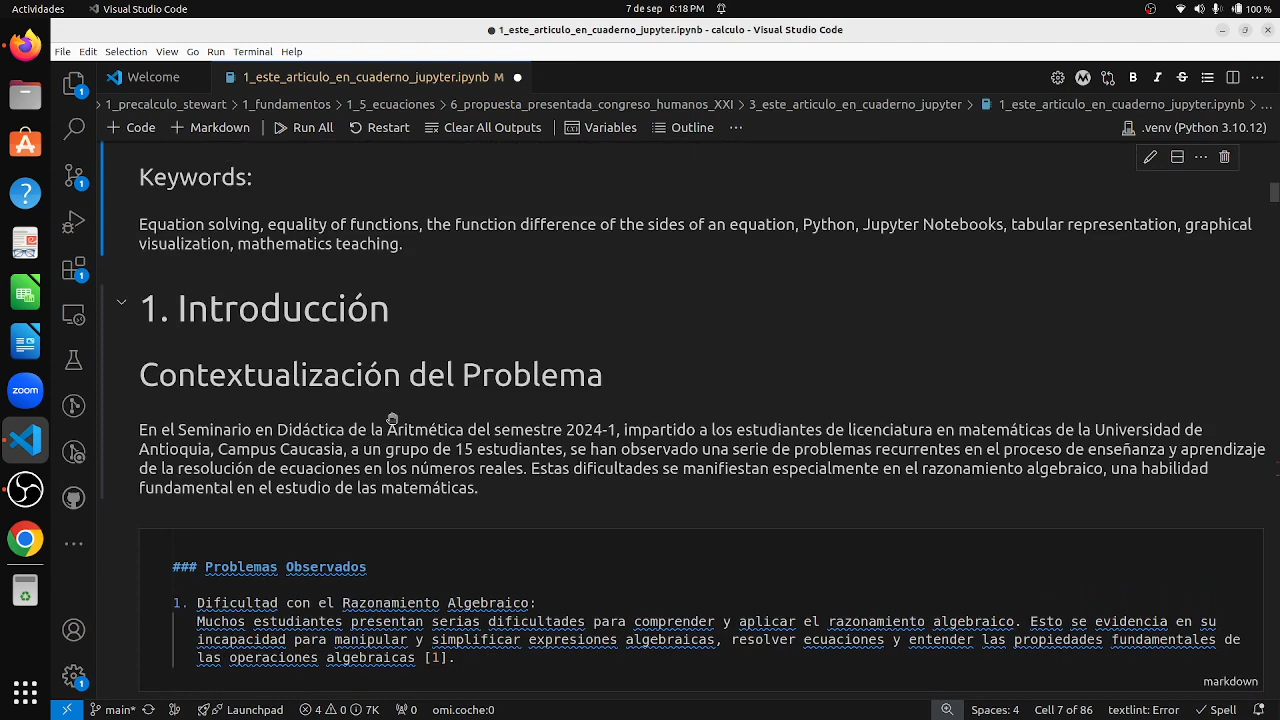 Actividades
Visual Studio Code
7 de sep 6:18 PM
100 %
1_este_articulo_en_cuaderno_jupyter.ipynb - calculo - Visual Studio Code
File Edit Selection View Go Run Terminal Help
Welcome
1_este_articulo_en_cuaderno_jupyter.ipynb M
1_precalculo_stewart > 1_fundamentos > 1_5_ecuaciones > 6_propuesta_presentada_congreso_humanos_XXI > 3_este_articulo_en_cuaderno_jupyter > 1_este_articulo_en_cuaderno_jupyter.ipynb > ...
+ Code + Markdown Run All Restart Clear All Outputs Variables Outline ... .venv (Python 3.10.12)
Keywords:
Equation solving, equality of functions, the function difference of the sides of an equation, Python, Jupyter Notebooks, tabular representation, graphical
visualization, mathematics teaching.
1. Introducción
Contextualización del Problema
En el Seminario en Didáctica de la Aritmética del semestre 2024-1, impartido a los estudiantes de licenciatura en matemáticas de la Universidad de
Antioquia, Campus Caucasia, a un grupo de 15 estudiantes, se han observado una serie de problemas recurrentes en el proceso de enseñanza y aprendizaje
de la resolución de ecuaciones en los números reales. Estas dificultades se manifiestan especialmente en el razonamiento algebraico, una habilidad
fundamental en el estudio de las matemáticas.
### Problemas Observados
1. Dificultad con el Razonamiento Algebraico:
Muchos estudiantes presentan serias dificultades para comprender y aplicar el razonamiento algebraico. Esto se evidencia en su
incapacidad para manipular y simplificar expresiones algebraicas, resolver ecuaciones y entender las propiedades fundamentales de
las operaciones algebraicas [1].
markdown
main* Launchpad 4 0 7K 0 omi.coche:0 Spaces: 4 Cell 7 of 86 textlint: Error Spell
zoom
1
1
1
1